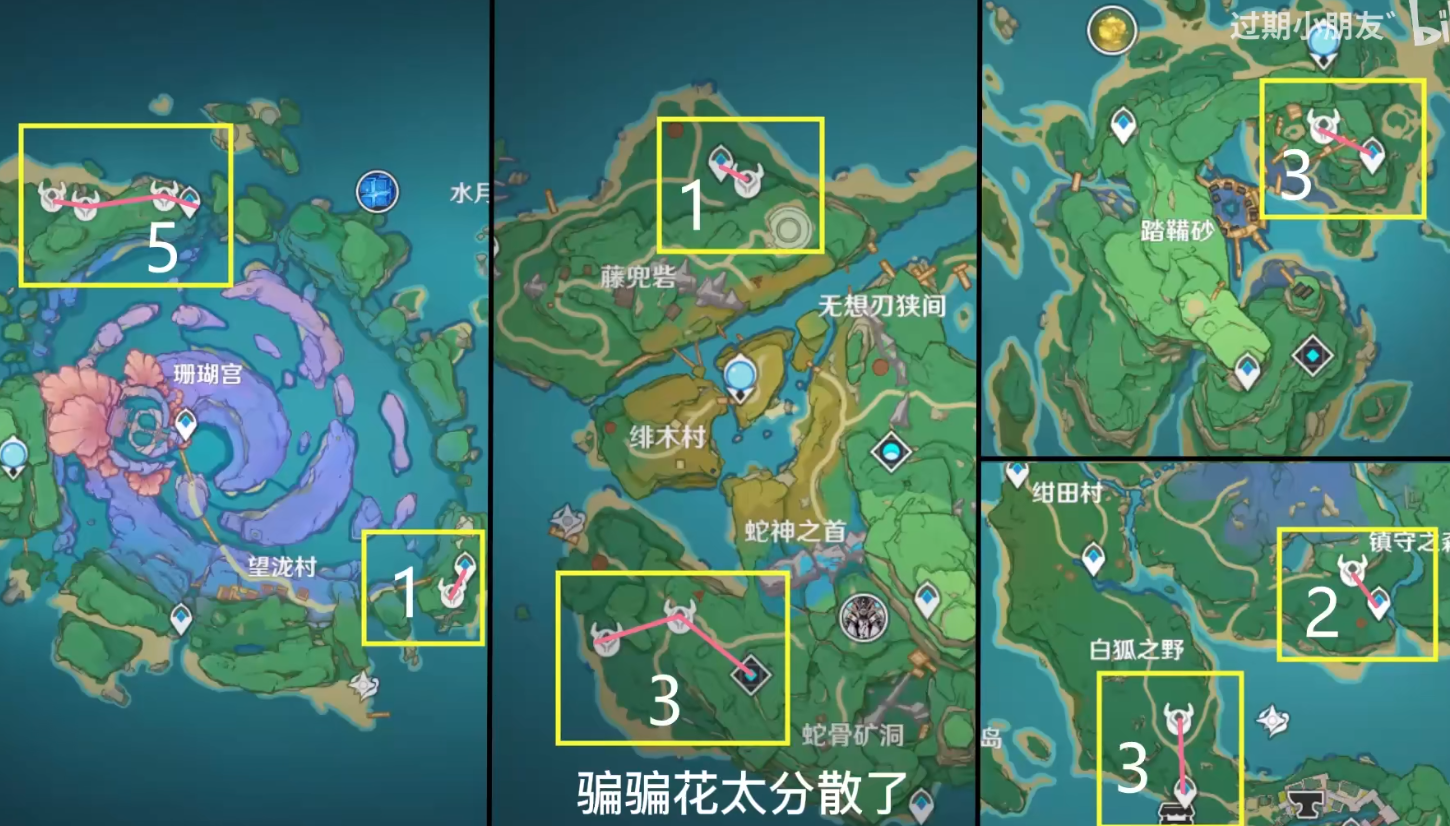 5
水月
珊瑚宫
望泷村
1
1
藤兜砦
无想刃狭间
绯木村
蛇神之首
3
蛇骨矿洞
骗骗花太分散了
过期小朋友゛bi
3
踏鞴砂
绀田村
镇守之森
2
白狐之野
3
岛